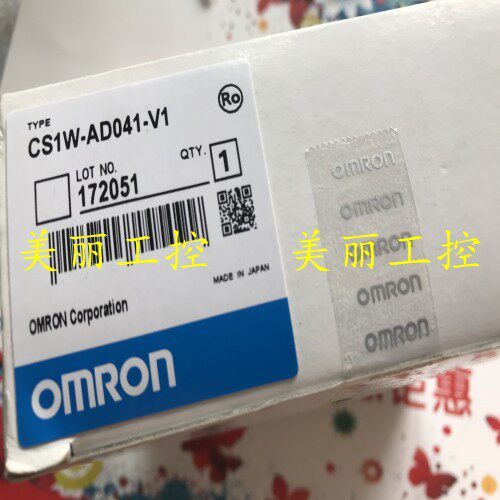 Ro
TYPE
CS1W-AD041-V1
LOT NO.
QTY.
172051
1
美丽工控
美丽工控
MADE IN JAPAN
OMRON Corporation
OMRON
OMRON
OMRON
OMRON
OMRON
OMRON
惠